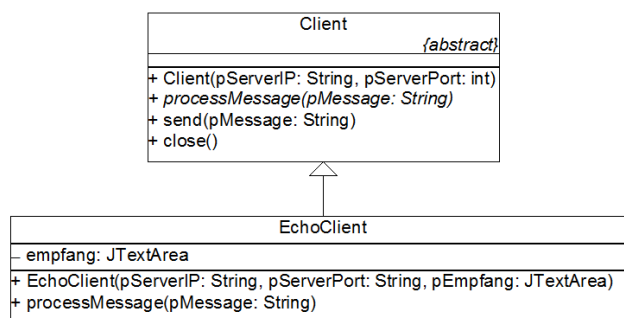 Client
{abstract}
+ Client(pServerIP: String, pServerPort: int)
+ processMessage(pMessage: String)
+ send(pMessage: String)
+ close()
EchoClient
– empfang: JTextArea
+ EchoClient(pServerIP: String, pServerPort: String, pEmpfang: JTextArea)
+ processMessage(pMessage: String)